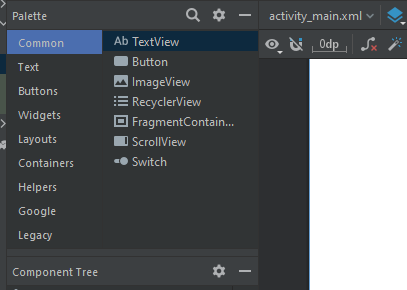 Palette
activity_main.xml
Common
Text
Buttons
Widgets
Layouts
Containers
Helpers
Google
Legacy
Ab TextView
Button
ImageView
RecyclerView
FragmentContain...
ScrollView
Switch
0dp
Component Tree